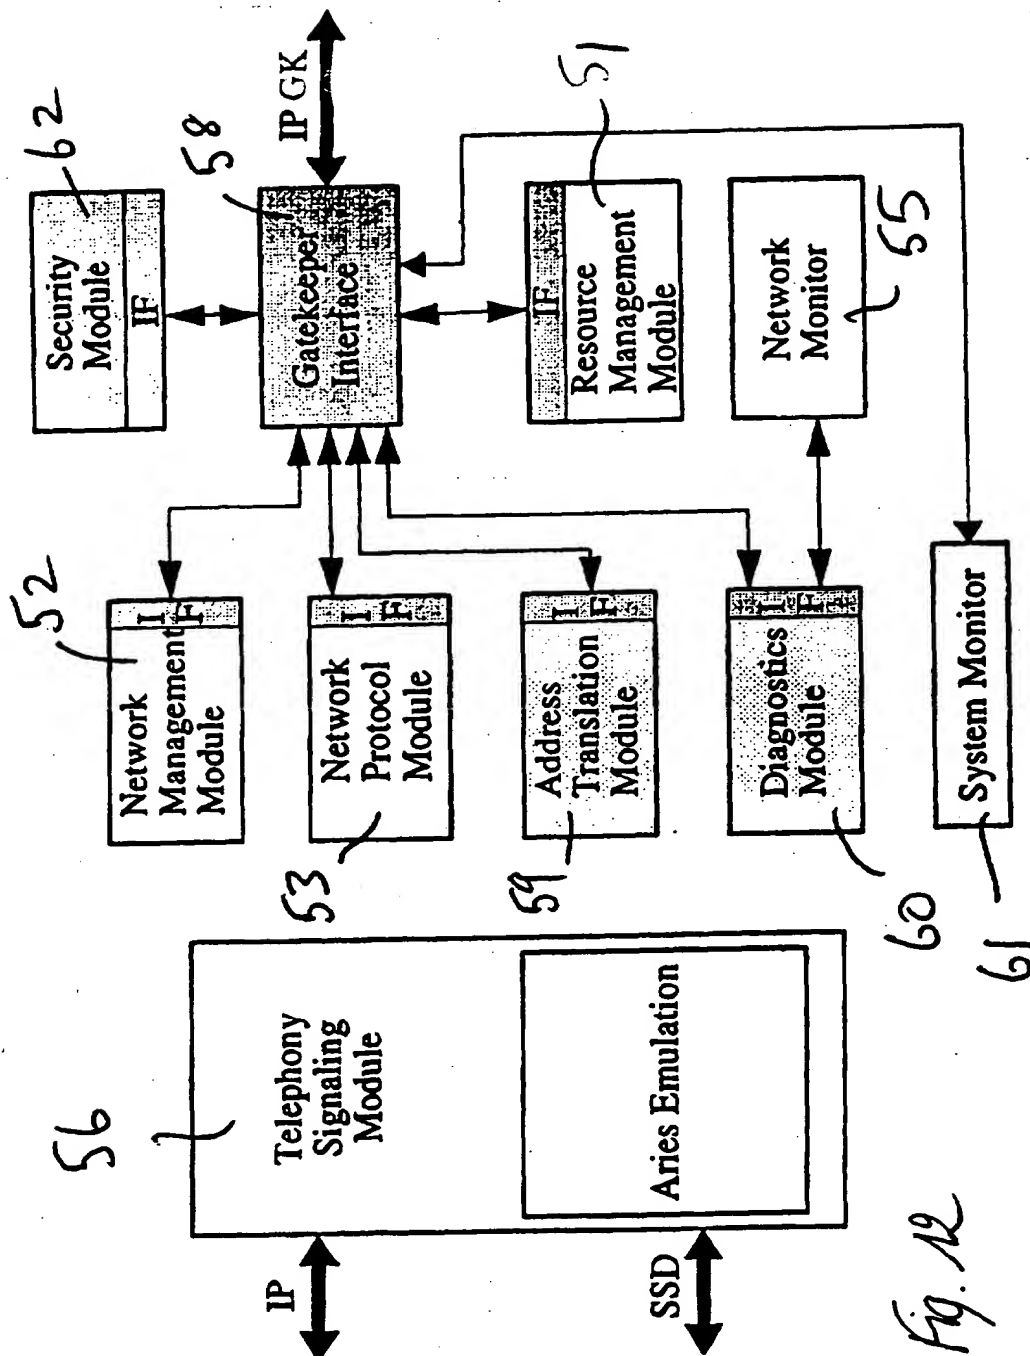 52
Network
Management
Module
I
F
62
Security
Module
IF
56
IP
Telephony
Signaling
Module
53
Network
Protocol
Module
I
F
58
Gatekeeper
Interface
IP GK
59
Address
Translation
Module
I
F
IF
Resource
Management
Module
51
SSD
Aries Emulation
60
Diagnostics
Module
I
F
Network
Monitor
55
61
System Monitor
Fig. 12